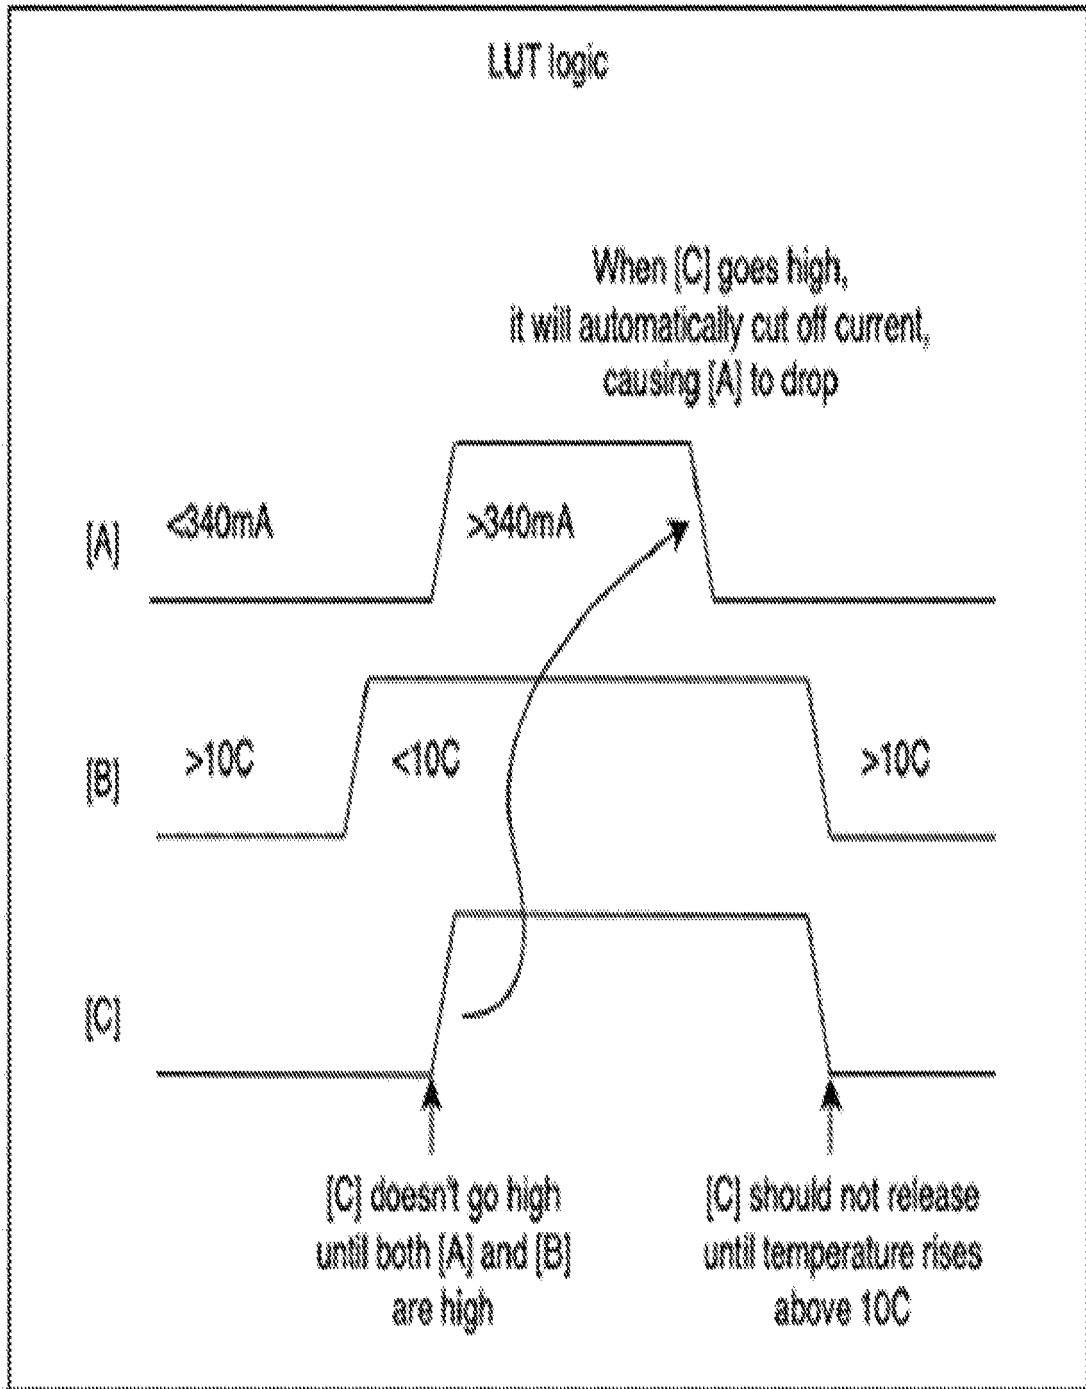 LUT logic
When [C] goes high,
it will automatically cut off current,
causing [A] to drop
[A]
<340mA
>340mA
[B]
>10C
<10C
>10C
[C]
[C] doesn't go high
until both [A] and [B]
are high
[C] should not release
until temperature rises
above 10C